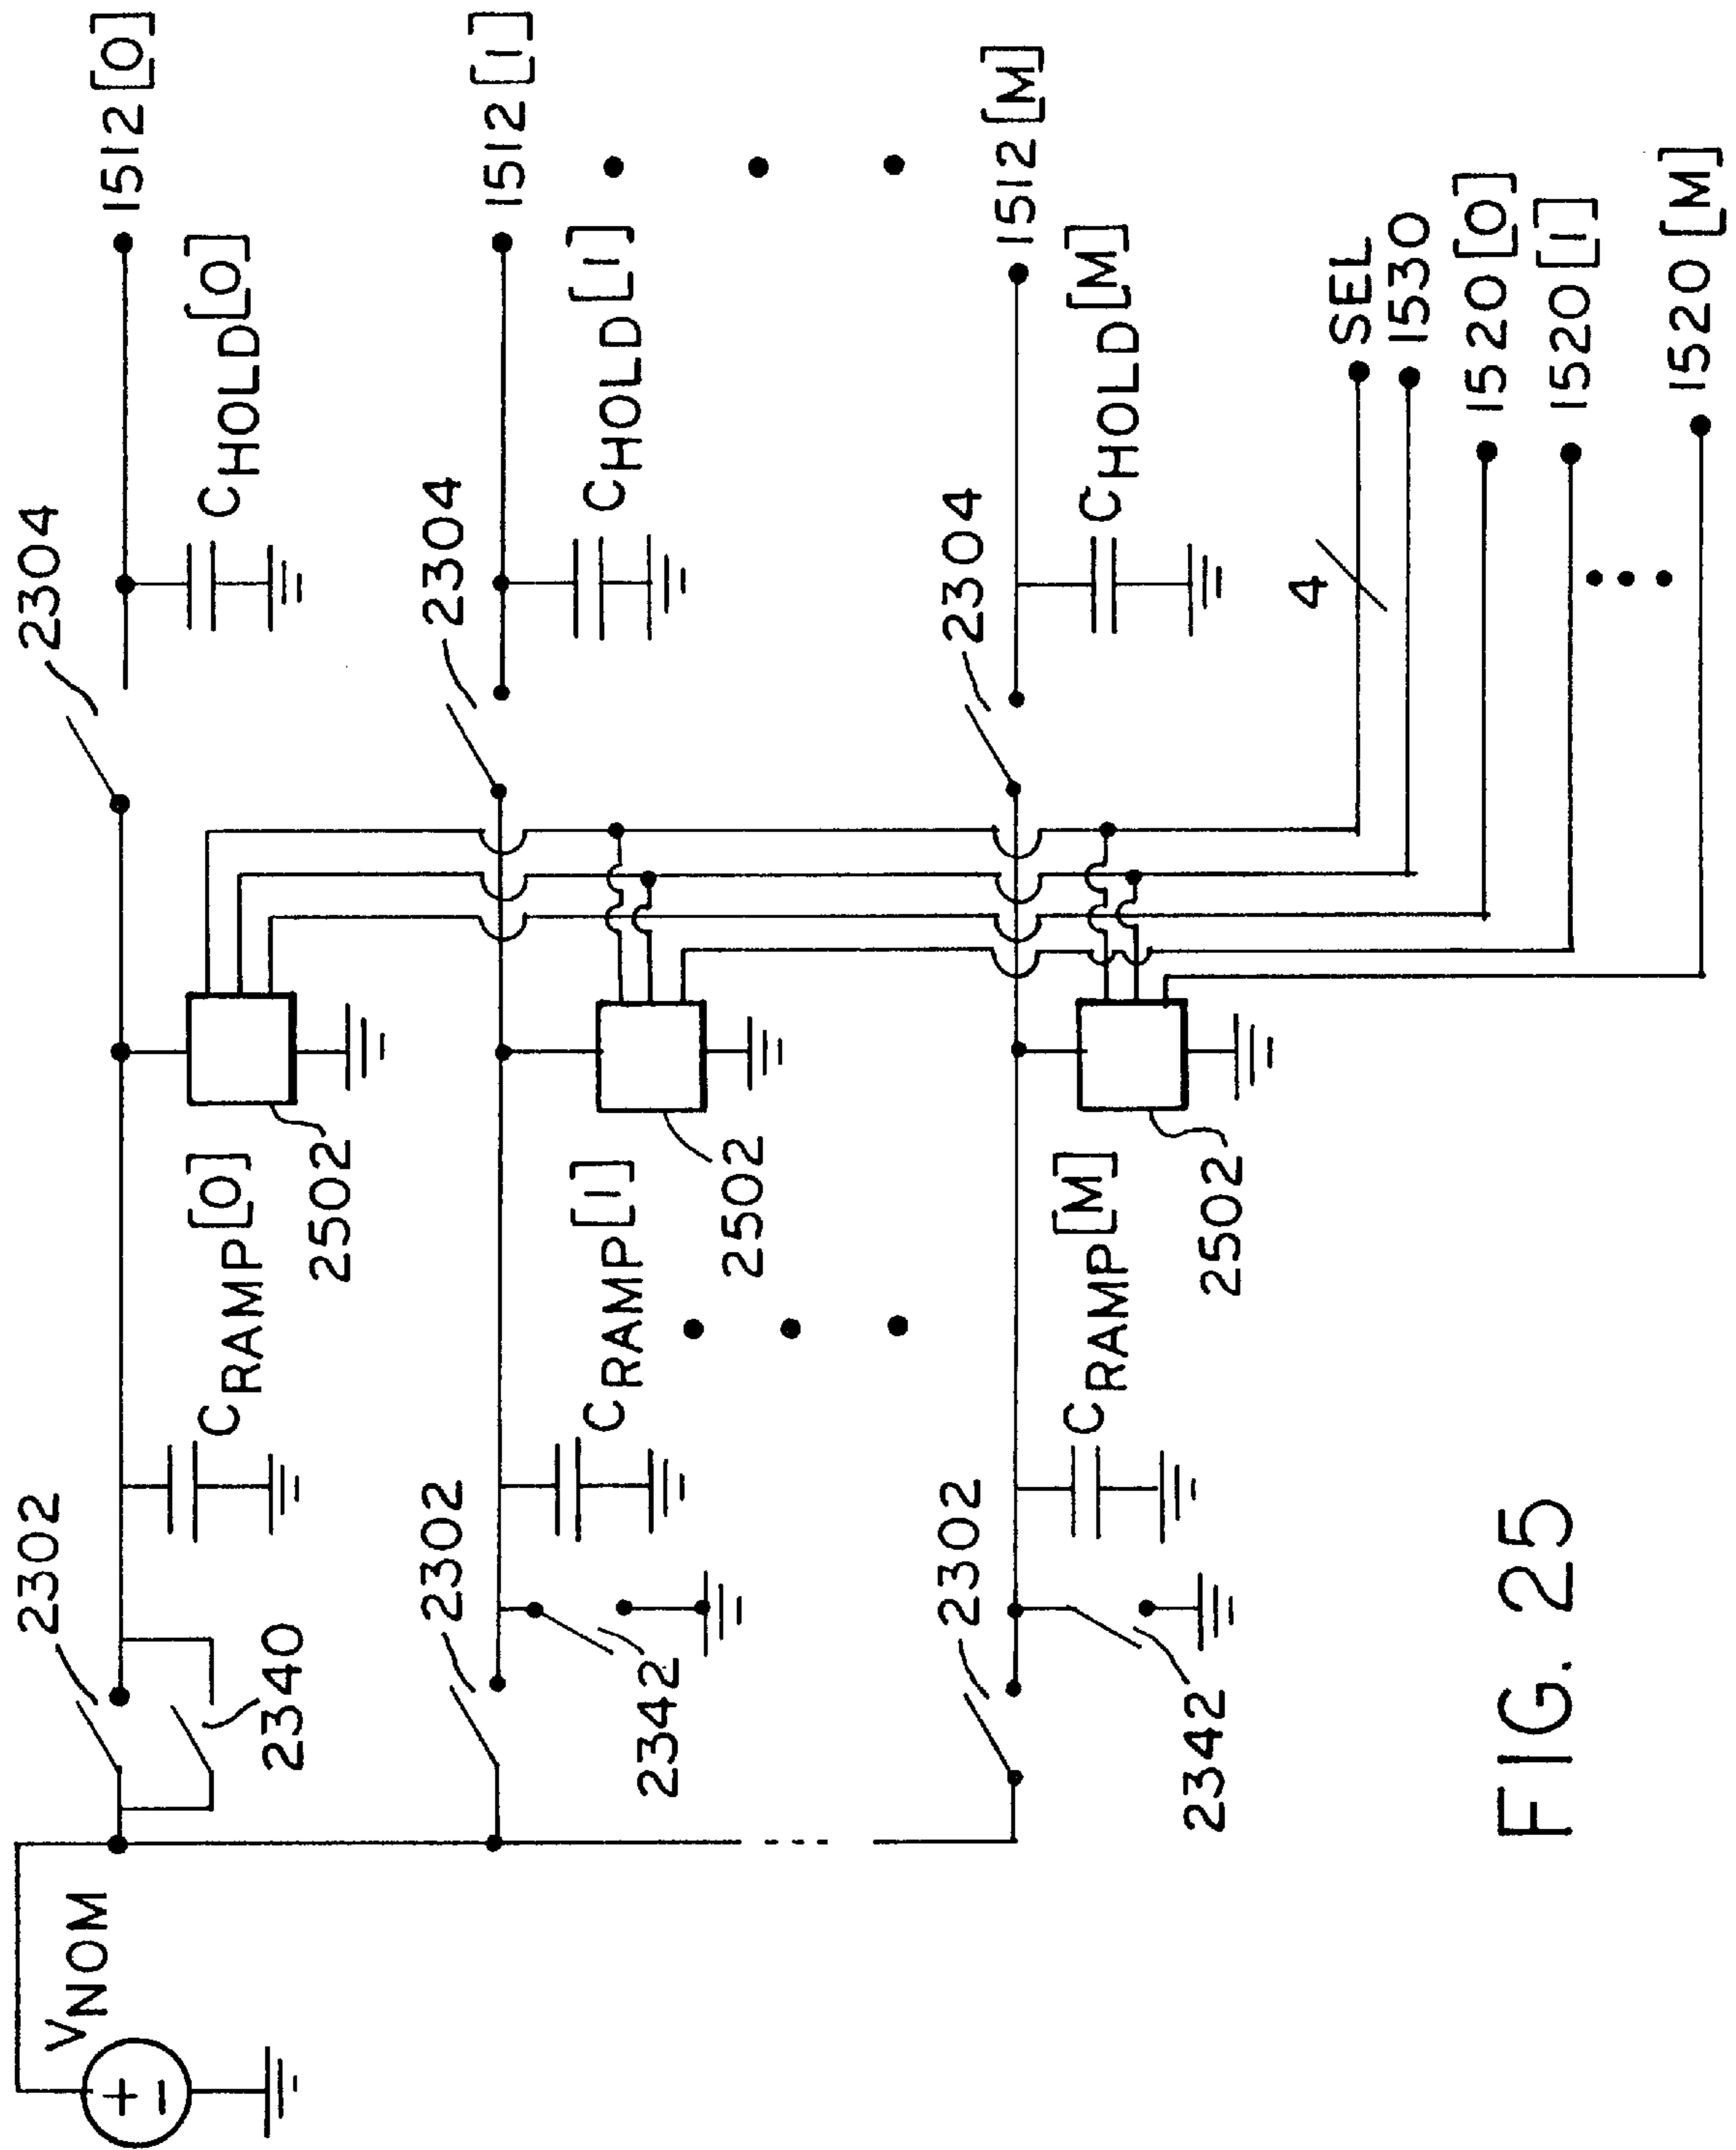 VNOM
+
−
2302
2340
CRAMP[0]
2502
2304
CHOLD[0]
1512[0]
2302
2342
CRAMP[1]
2502
2304
CHOLD[1]
1512[1]
2302
2342
CRAMP[M]
2502
2304
CHOLD[M]
1512[M]
4
SEL
1530
1520[0]
1520[1]
1520[M]
FIG. 25